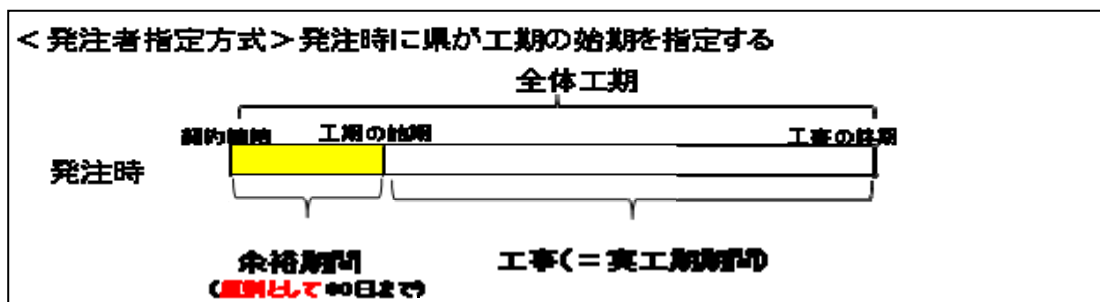 <発注者指定方式>発注時に県が工期の始期を指定する
全体工期
契約締結 工期の始期 工事の終期
発注時
余裕期間 工事(=実工期期間)
(原則として 日まで)